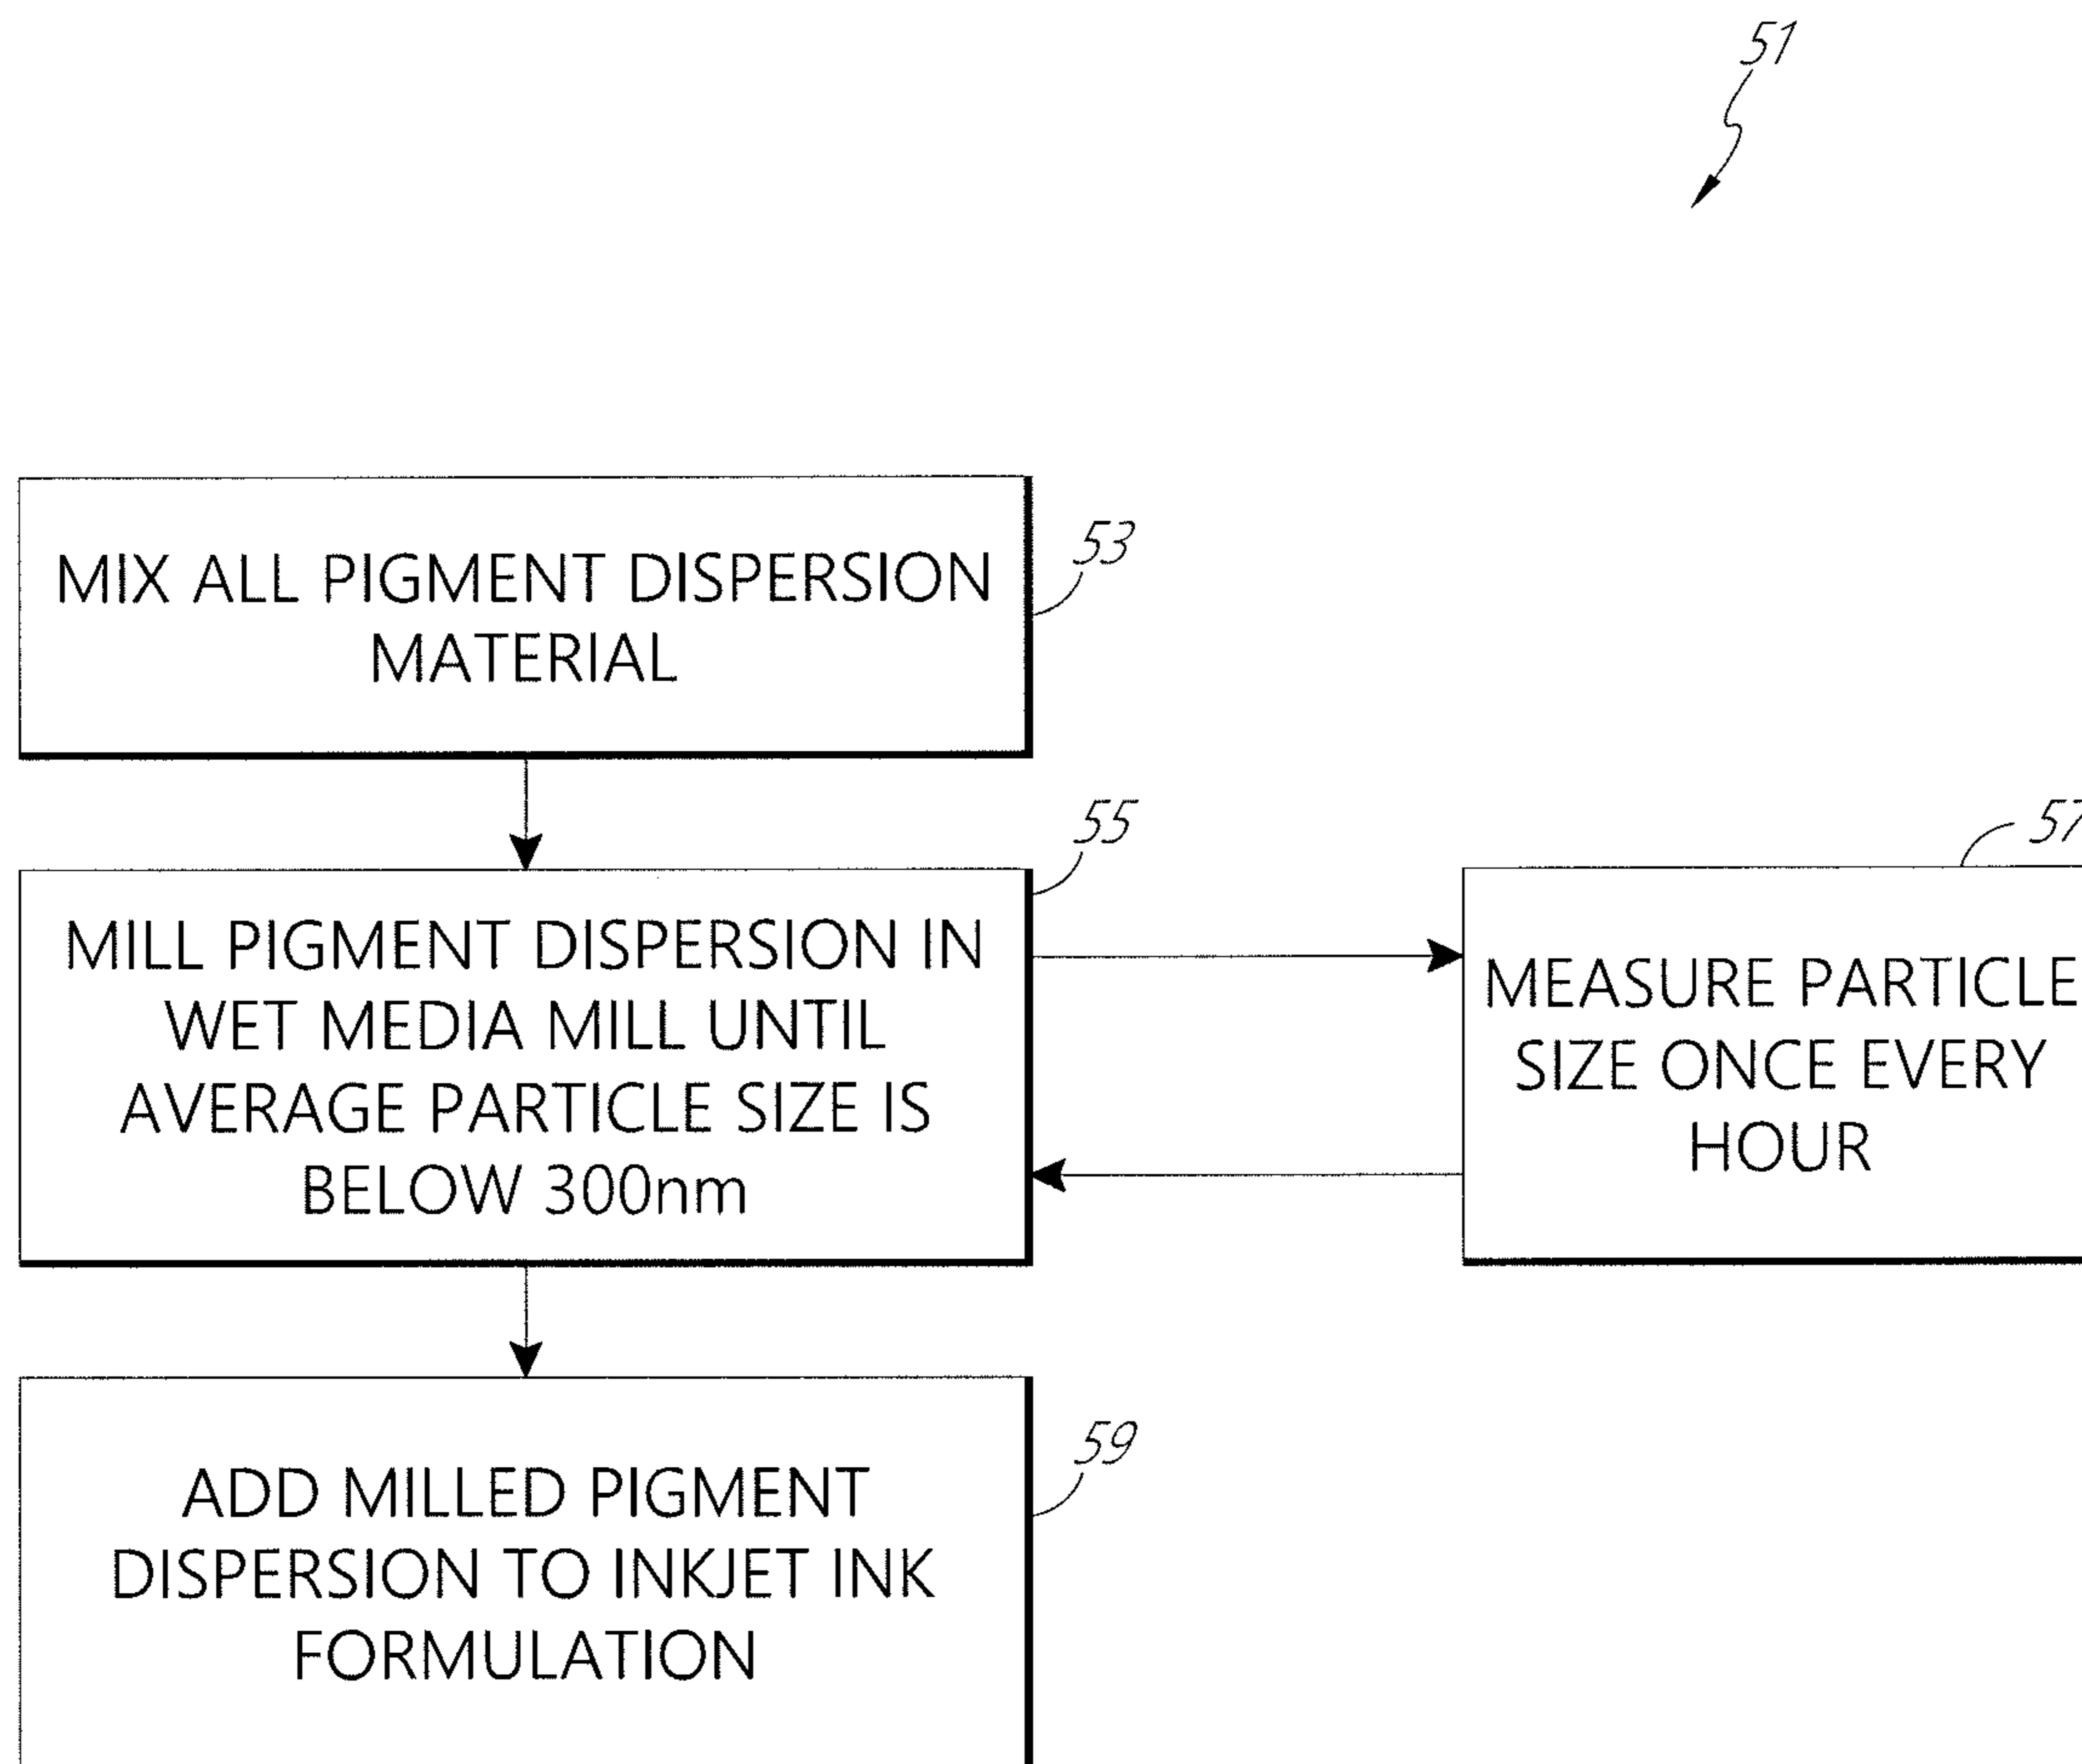 51
MIX ALL PIGMENT DISPERSION
MATERIAL
53
MILL PIGMENT DISPERSION IN
WET MEDIA MILL UNTIL
AVERAGE PARTICLE SIZE IS
BELOW 300nm
55
MEASURE PARTICLE
SIZE ONCE EVERY
HOUR
57
ADD MILLED PIGMENT
DISPERSION TO INKJET INK
FORMULATION
59